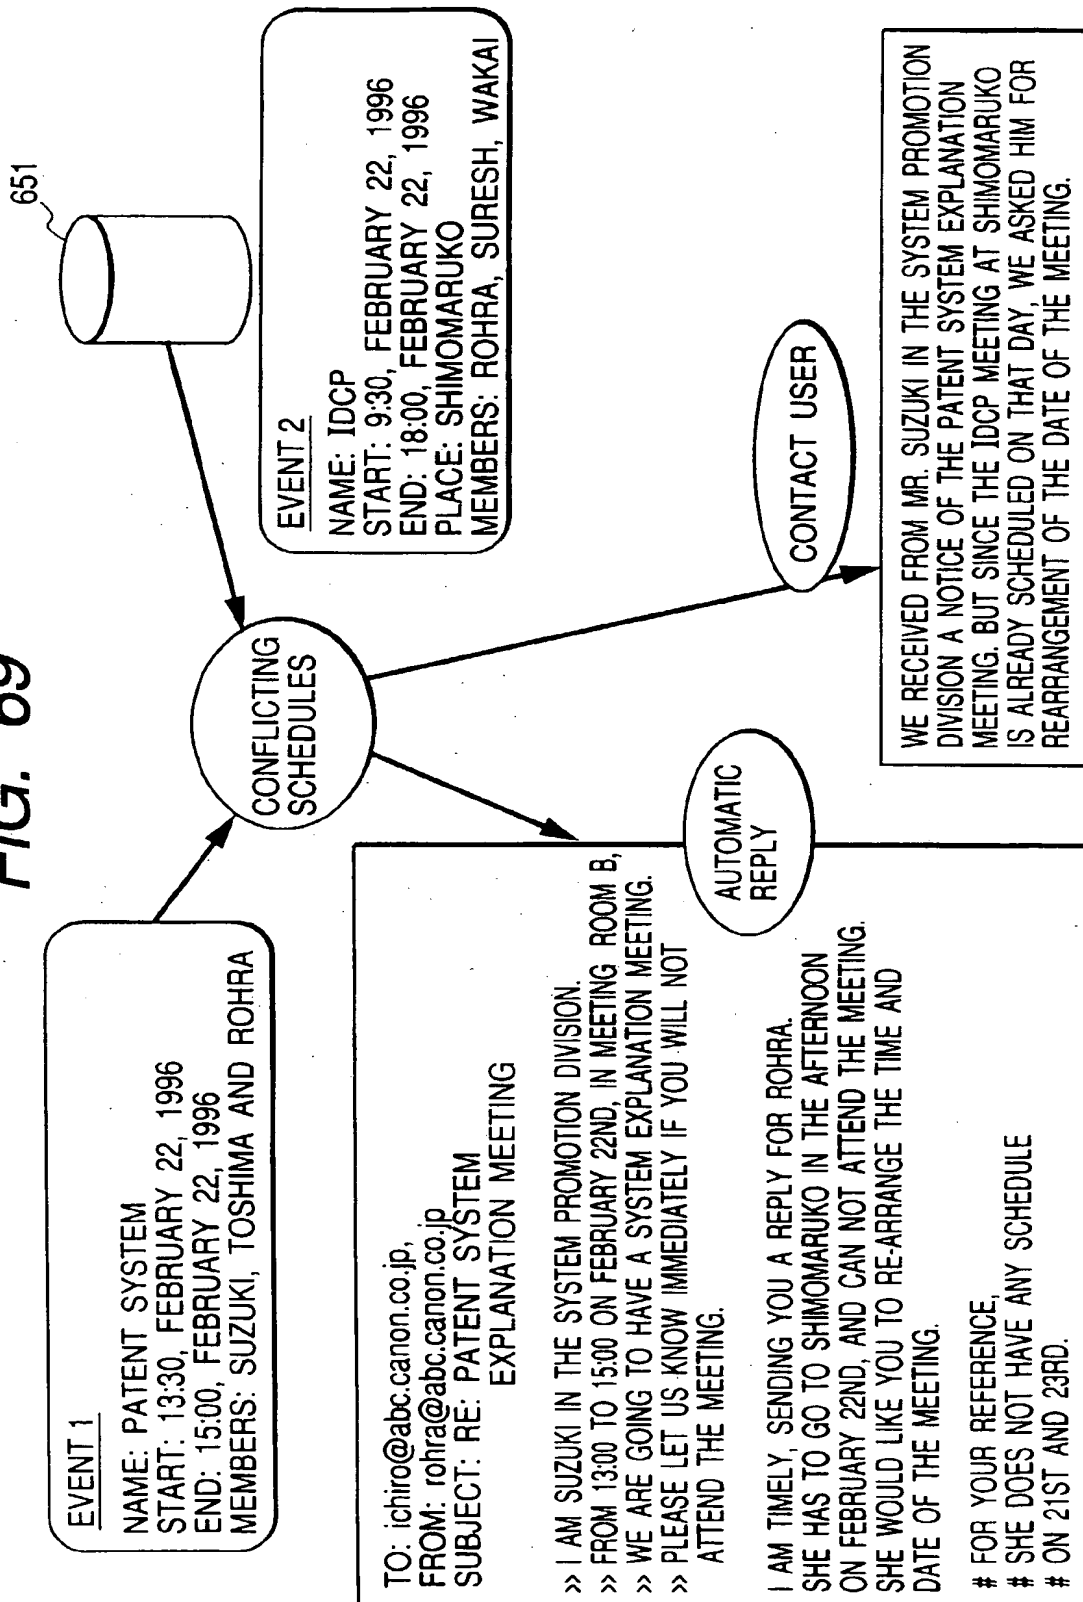 FIG. 69
EVENT 1
NAME: PATENT SYSTEM
START: 13:30, FEBRUARY 22, 1996
END: 15:00, FEBRUARY 22, 1996
MEMBERS: SUZUKI, TOSHIMA AND ROHRA
651
CONFLICTING
SCHEDULES
EVENT 2
NAME: IDCP
START: 9:30, FEBRUARY 22, 1996
END: 18:00, FEBRUARY 22, 1996
PLACE: SHIMOMARUKO
MEMBERS: ROHRA, SURESH, WAKAI
TO: ichiro@abc.canon.co.jp,
FROM: rohra@abc.canon.co.jp
SUBJECT: RE: PATENT SYSTEM
EXPLANATION MEETING
>> I AM SUZUKI IN THE SYSTEM PROMOTION DIVISION.
>> FROM 13:00 TO 15:00 ON FEBRUARY 22ND, IN MEETING ROOM B,
>> WE ARE GOING TO HAVE A SYSTEM EXPLANATION MEETING.
>> PLEASE LET US KNOW IMMEDIATELY IF YOU WILL NOT
ATTEND THE MEETING.
I AM TIMELY, SENDING YOU A REPLY FOR ROHRA.
SHE HAS TO GO TO SHIMOMARUKO IN THE AFTERNOON
ON FEBRUARY 22ND, AND CAN NOT ATTEND THE MEETING.
SHE WOULD LIKE YOU TO RE-ARRANGE THE TIME AND
DATE OF THE MEETING.
# FOR YOUR REFERENCE,
# SHE DOES NOT HAVE ANY SCHEDULE
# ON 21ST AND 23RD.
AUTOMATIC
REPLY
CONTACT USER
WE RECEIVED FROM MR. SUZUKI IN THE SYSTEM PROMOTION
DIVISION A NOTICE OF THE PATENT SYSTEM EXPLANATION
MEETING. BUT SINCE THE IDCP MEETING AT SHIMOMARUKO
IS ALREADY SCHEDULED ON THAT DAY, WE ASKED HIM FOR
REARRANGEMENT OF THE DATE OF THE MEETING.